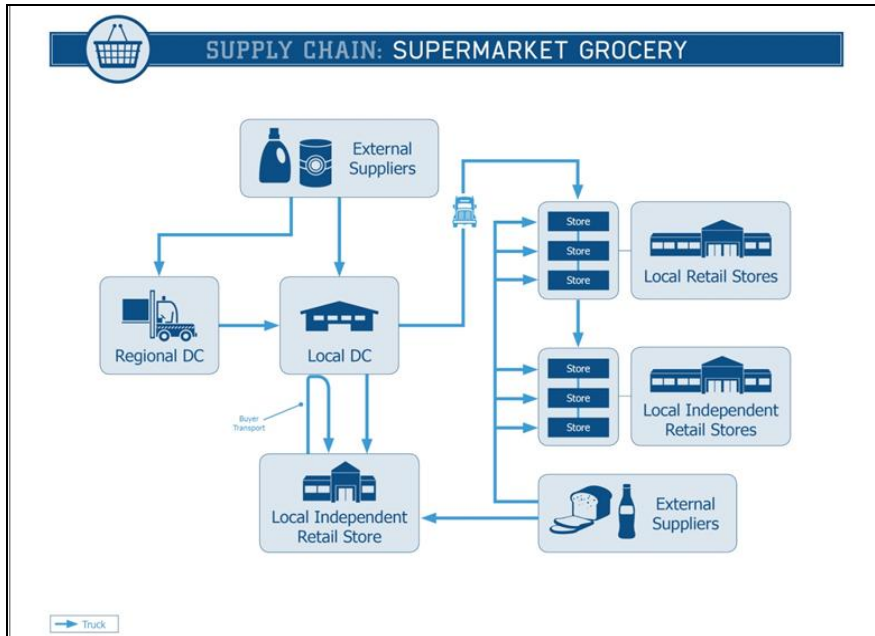 SUPPLY CHAIN: SUPERMARKET GROCERY
External
Suppliers
Regional DC
Local DC
Store
Store
Store
Local Retail Stores
Store
Store
Store
Local Independent
Retail Stores
Buyer
Transport
Local Independent
Retail Store
External
Suppliers
Truck